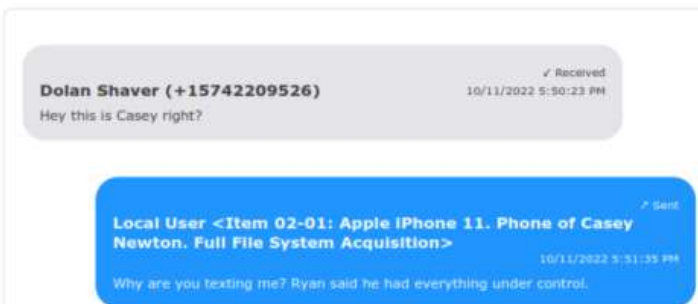 ✓ Received
Dolan Shaver (+15742209526)
10/11/2022 5:50:23 PM
Hey this is Casey right?
↗ Sent
Local User <Item 02-01: Apple iPhone 11. Phone of Casey
Newton. Full File System Acquisition>
10/11/2022 5:51:35 PM
Why are you texting me? Ryan said he had everything under control.